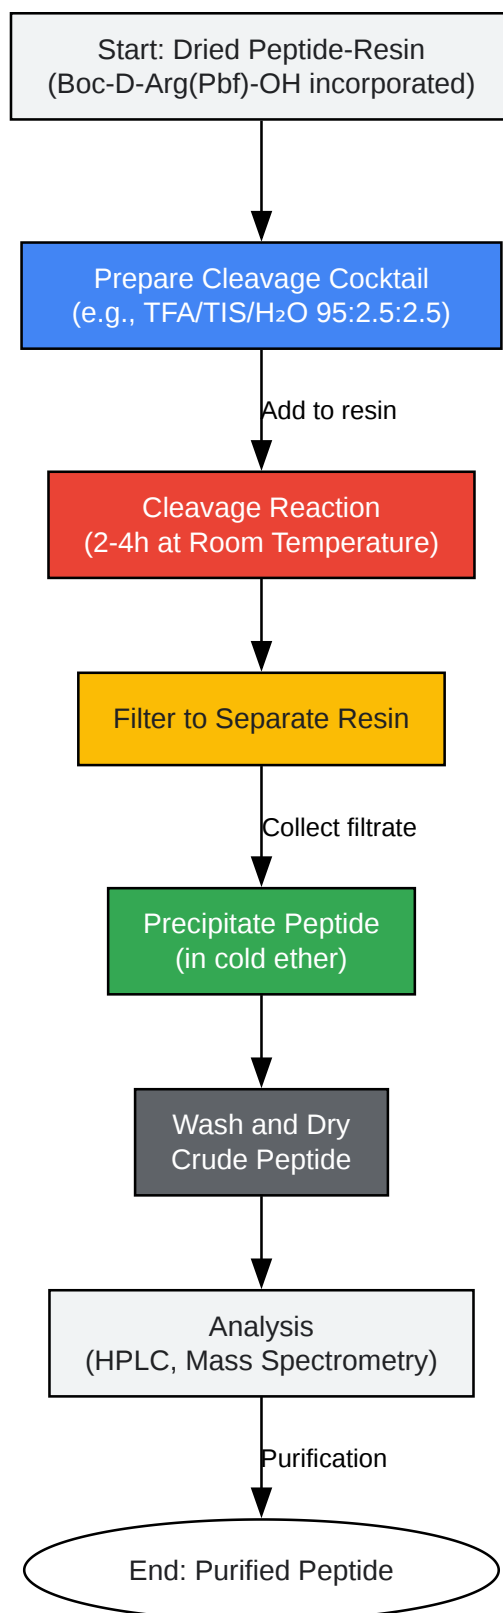 Start: Dried Peptide-Resin
(Boc-D-Arg(Pbf)-OH incorporated)
Prepare Cleavage Cocktail
(e.g., TFA/TIS/H₂O 95:2.5:2.5)
Add to resin
Cleavage Reaction
(2-4h at Room Temperature)
Filter to Separate Resin
Collect filtrate
Precipitate Peptide
(in cold ether)
Wash and Dry
Crude Peptide
Analysis
(HPLC, Mass Spectrometry)
Purification
End: Purified Peptide